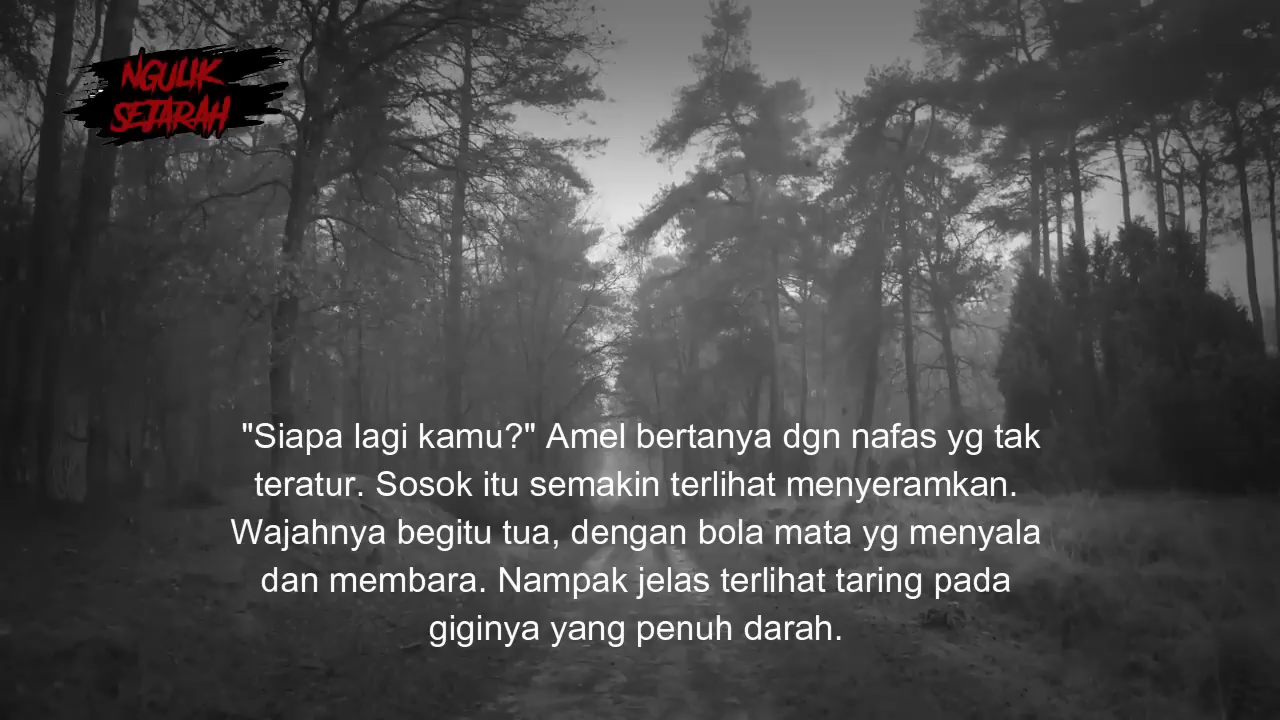 NGULIK
SEJARAH
"Siapa lagi kamu?" Amel bertanya dgn nafas yg tak
teratur. Sosok itu semakin terlihat menyeramkan.
Wajahnya begitu tua, dengan bola mata yg menyala
dan membara. Nampak jelas terlihat taring pada
giginya yang penuh darah.